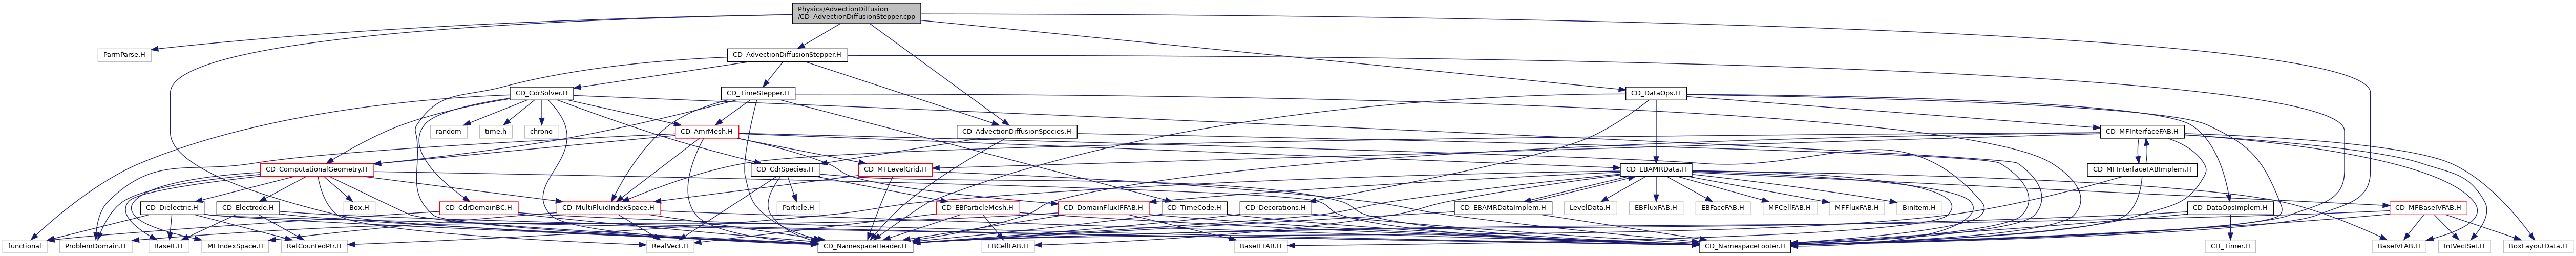 Physics/AdvectionDiffusion
/CD_AdvectionDiffusionStepper.cpp
ParmParse.H
CD_AdvectionDiffusionStepper.H
CD_CdrSolver.H
CD_TimeStepper.H
CD_DataOps.H
random
time.h
chrono
CD_AmrMesh.H
CD_AdvectionDiffusionSpecies.H
CD_MFInterfaceFAB.H
CD_ComputationalGeometry.H
CD_CdrSpecies.H
CD_MFLevelGrid.H
CD_EBAMRData.H
CD_MFInterfaceFABImplem.H
CD_Dielectric.H
CD_Electrode.H
Box.H
CD_CdrDomainBC.H
CD_MultiFluidIndexSpace.H
Particle.H
CD_EBParticleMesh.H
CD_DomainFluxIFFAB.H
CD_TimeCode.H
CD_Decorations.H
CD_EBAMRDataImplem.H
LevelData.H
EBFluxFAB.H
EBFaceFAB.H
MFCellFAB.H
MFFluxFAB.H
BinItem.H
CD_DataOpsImplem.H
CD_MFBaseIVFAB.H
functional
ProblemDomain.H
BaseIF.H
MFIndexSpace.H
RefCountedPtr.H
RealVect.H
CD_NamespaceHeader.H
EBCellFAB.H
BaseIFFAB.H
CD_NamespaceFooter.H
CH_Timer.H
BaseIVFAB.H
IntVectSet.H
BoxLayoutData.H